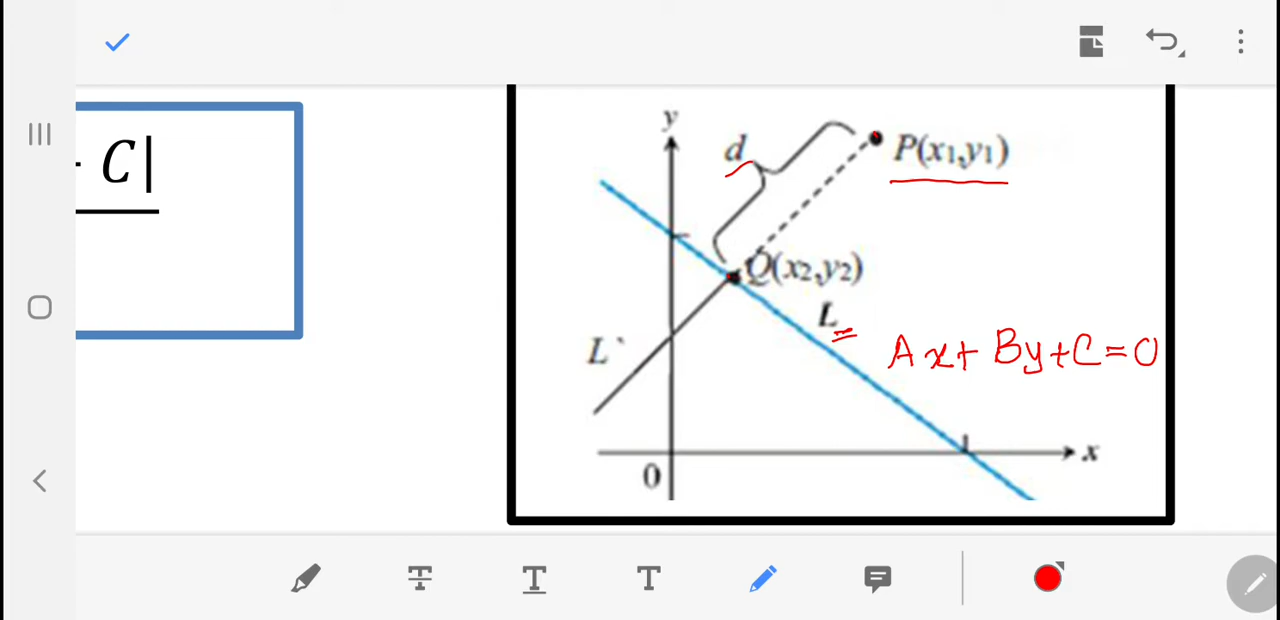 · C|
y
d
P(x1,y1)
Q(x2,y2)
L
L`
Ax+By+C=0
0
x
T
T
T